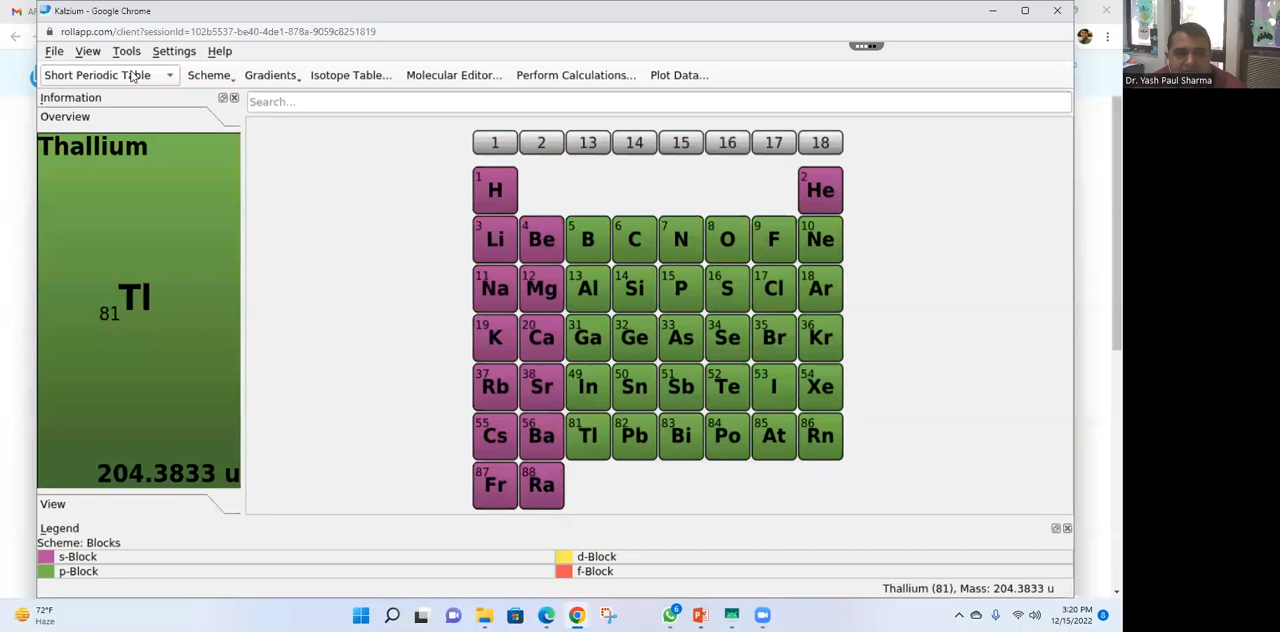 Kalzium - Google Chrome
rollapp.com/client?sessionId=102b5537-be40-4de1-878a-9059c8251819
File View Tools Settings Help
Short Periodic Table Scheme Gradients Isotope Table... Molecular Editor... Perform Calculations... Plot Data...
Dr. Yash Paul Sharma
Information
Search...
Overview
Thallium
81 Tl
204.3833 u
1 2 13 14 15 16 17 18
1 H 2 He
3 Li 4 Be 5 B 6 C 7 N 8 O 9 F 10 Ne
11 Na 12 Mg 13 Al 14 Si 15 P 16 S 17 Cl 18 Ar
19 K 20 Ca 31 Ga 32 Ge 33 As 34 Se 35 Br 36 Kr
37 Rb 38 Sr 49 In 50 Sn 51 Sb 52 Te 53 I 54 Xe
55 Cs 56 Ba 81 Tl 82 Pb 83 Bi 84 Po 85 At 86 Rn
87 Fr 88 Ra
View
Legend
Scheme: Blocks
s-Block d-Block
p-Block f-Block
Thallium (81), Mass: 204.3833 u
72°F
Haze
6
3:20 PM
12/15/2022
8